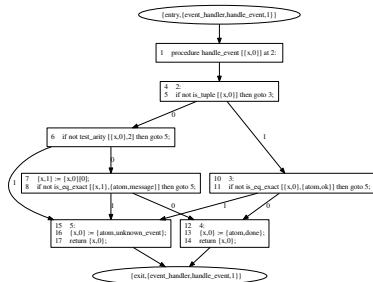 {entry,{event_handler,handle_event,1}}
1 procedure handle_event [{x,0}] at 2:
4 2:
5 if not is_tuple [{x,0}] then goto 3;
0
1
6 if not test_arity [{x,0},2] then goto 5;
0
1
7 {x,1} := {x,0}[0];
8 if not is_eq_exact [{x,1},{atom,message}] then goto 5;
10 3:
11 if not is_eq_exact [{x,0},{atom,ok}] then goto 5;
1
0
1
0
15 5:
16 {x,0} := {atom,unknown_event};
17 return {x,0};
12 4:
13 {x,0} := {atom,done};
14 return {x,0};
{exit,{event_handler,handle_event,1}}